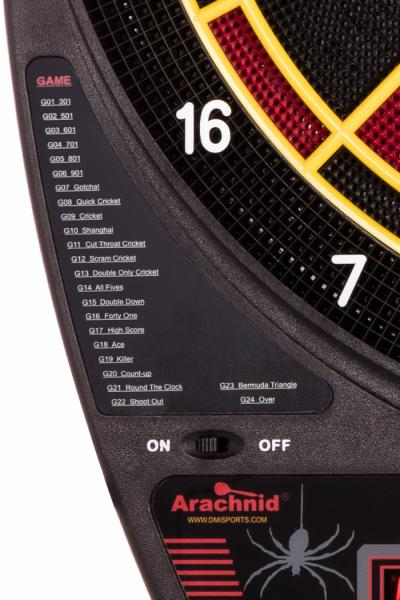 GAME
G01 301
G02 501
G03 601
G04 701
G05 801
G06 901
G07 Gotcha!
G08 Quick Cricket
G09 Cricket
G10 Shanghai
G11 Cut Throat Cricket
G12 Scram Cricket
G13 Double Only Cricket
G14 All Fives
G15 Double Down
G16 Forty One
G17 High Score
G18 Ace
G19 Killer
G20 Count-up
G21 Round The Clock G23 Bermuda Triangle
G22 Shoot Out G24 Over
16
7
ON OFF
Arachnid®
WWW.DMISPORTS.COM